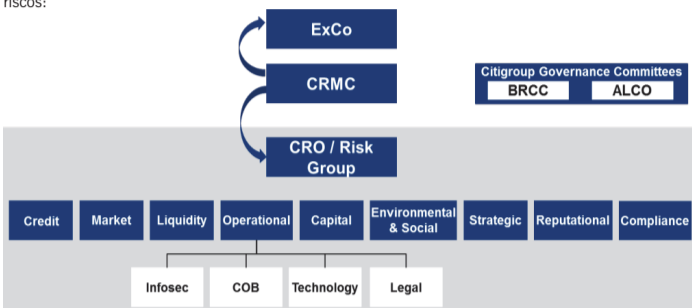 riscos:
ExCo
CRMC
Citigroup Governance Committees
BRCC
ALCO
CRO / Risk
Group
Credit
Market
Liquidity
Operational
Capital
Environmental
& Social
Strategic
Reputational
Compliance
Infosec
COB
Technology
Legal